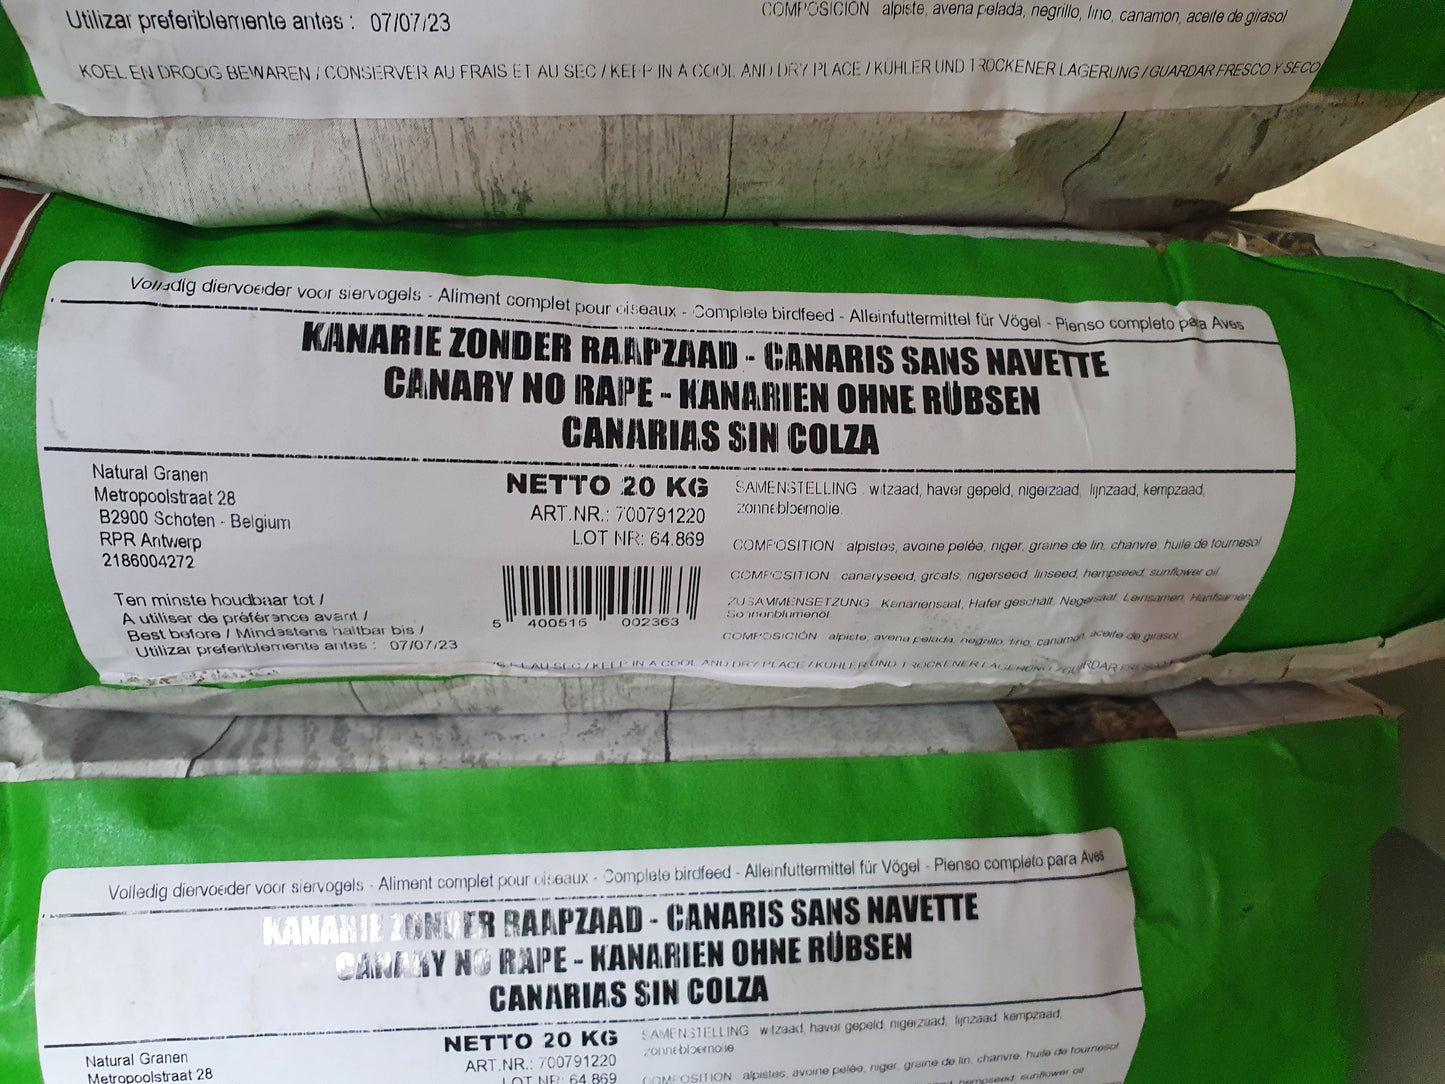 Utilizar preferiblemente antes : 07/07/23
COMPOSICIÓN alpiste, avena pelada, negrillo, lino, canamon, aceite de girasol
KOEL EN DROOG BEWAREN / CONSERVER AU FRAIS ET AU SEC / KEEP IN A COOL AND DRY PLACE / KÜHLER UND TROCKENER LAGERUNG / GUARDAR FRESCO Y SECO
Volledig diervoeder voor siervogels - Aliment complet pour oiseaux - Complete birdfeed - Alleinfuttermittel für Vögel - Pienso completo para Aves
KANARIE ZONDER RAAPZAAD - CANARIS SANS NAVETTE
CANARY NO RAPE - KANARIEN OHNE RÜBSEN
CANARIAS SIN COLZA
Natural Granen
Metropoolstraat 28
B2900 Schoten - Belgium
RPR Antwerp
2186004272
Ten minste houdbaar tot /
A utiliser de préférance avant /
Best before / Mindestens haltbar bis /
Utilizar preferiblemente antes : 07/07/23
NETTO 20 KG
ART.NR.: 700791220
LOT NR: 64.869
5 400516 002363
SAMENSTELLING : witzaad, haver gepeld, nigerzaad, lijnzaad, kempzaad,
zonnebloemolie.
COMPOSITION alpistes, avoine pelée, niger, graine de lin, chanvre, huile de tournesol
COMPOSITION canaryseed, groats, nigerseed, linseed, hempseed, sunflower oil
ZUSAMMENSETZUNG Kanariensaat, Hafer geschält, Negersaat, Leinsamen, Hanfsamen
Sonnenblumenöl
COMPOSICIÓN alpiste, avena pelada, negrillo, lino, canamon, aceite de girasol
AU SEC / KEEP IN A COOL AND DRY PLACE / KÜHLER UND TROCKENER LAGERUNG / GUARDAR FRESCO
Volledig diervoeder voor siervogels - Aliment complet pour oiseaux - Complete birdfeed - Alleinfuttermittel für Vögel - Pienso completo para Aves
KANARIE ZONDER RAAPZAAD - CANARIS SANS NAVETTE
CANARY NO RAPE - KANARIEN OHNE RÜBSEN
CANARIAS SIN COLZA
Natural Granen
Metropoolstraat 28
NETTO 20 KG
ART.NR.: 700791220
LOT NR: 64.869
SAMENSTELLING witzaad, haver gepeld, nigerzaad, lijnzaad, kempzaad,
zonnebloemolie
COMPOSITION alpistes, avoine pelée, niger, graine de lin, chanvre, huile de tournesol
hempseed, sunflower oil